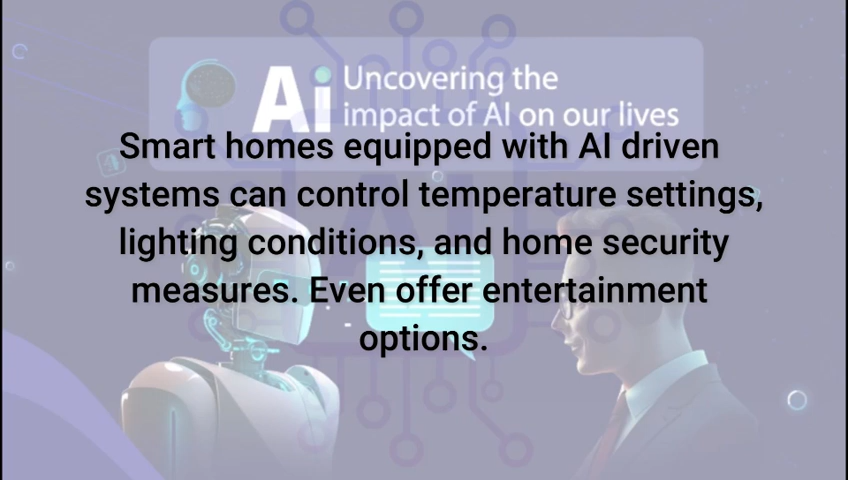 Ai Uncovering the
impact of AI on our lives
Smart homes equipped with AI driven
systems can control temperature settings,
lighting conditions, and home security
measures. Even offer entertainment
options.